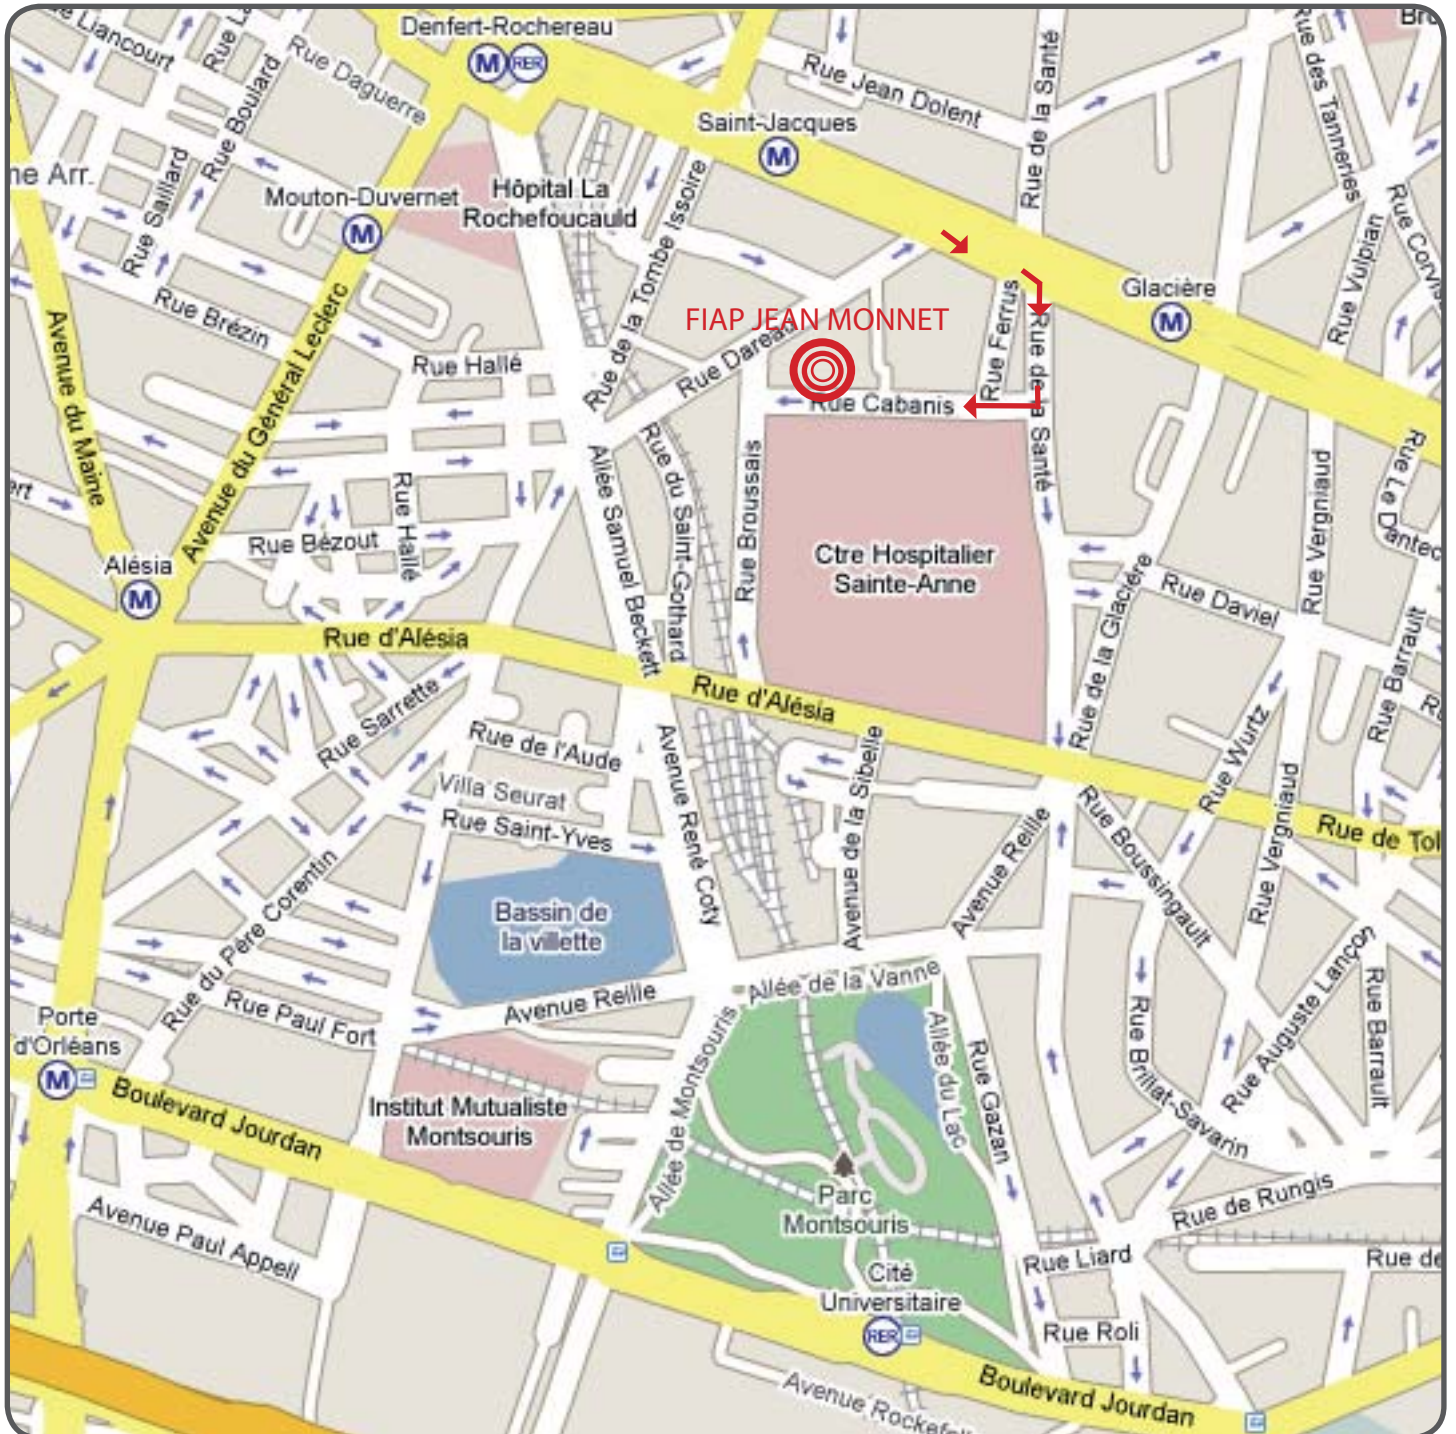 Denfert-Rochereau
M
RER
Rue Daguerre
Rue Boulard
Rue Saillard
Liancourt
Rue Jean Dolent
Rue de la Santé
Rue des Tanneries
Saint-Jacques
M
Mouton-Duvernet
M
Hôpital La
Rochefoucauld
Rue de la Tombe Issoire
Rue Vulpian
Glacière
M
Rue Brézin
Avenue du Maine
Avenue du Général Leclerc
Rue Hallé
FIAP JEAN MONNET
Rue Dareau
Rue Ferrus
Rue Cabanis
Rue de la Santé
Rue du Saint-Gothard
Allée Samuel Beckett
Rue Broussais
Ctre Hospitalier
Sainte-Anne
Rue Vergniaud
Rue Le Dantec
Rue Hallé
Rue Bézout
Alésia
M
Rue d'Alésia
Rue d'Alésia
Rue Daviel
Rue de la Glacière
Rue Barrault
Rue Sarrette
Rue de l'Aude
Villa Seurat
Rue Saint-Yves
Avenue René Coty
Avenue de la Sibelle
Rue Wurtz
Rue Vergniaud
Rue de Tol
Rue Boussingault
Avenue Reille
Bassin de
la villette
Rue du Père Corentin
Rue Paul Fort
Avenue Reille
Allée de la Vanne
Allée de Montsouris
Allée du Lac
Rue Gazan
Rue Brillat-Savarin
Rue Auguste Lançon
Rue Barrault
Porte
d'Orléans
M
Boulevard Jourdan
Institut Mutualiste
Montsouris
Parc
Montsouris
Avenue Paul Appell
Rue de Rungis
Rue Liard
Cité
Universitaire
RER
Rue Roli
Rue de
Boulevard Jourdan